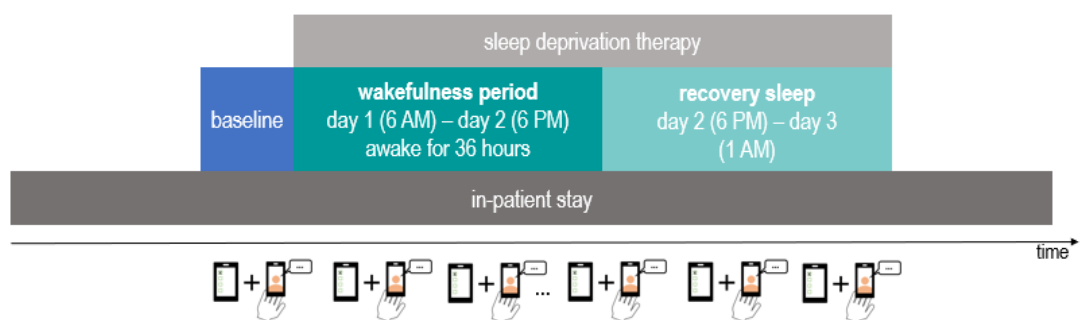 sleep deprivation therapy
baseline
wakefulness period
day 1 (6 AM) – day 2 (6 PM)
awake for 36 hours
recovery sleep
day 2 (6 PM) – day 3
(1 AM)
in-patient stay
time
+ ... + ... + ... ... + ... + ... + ...